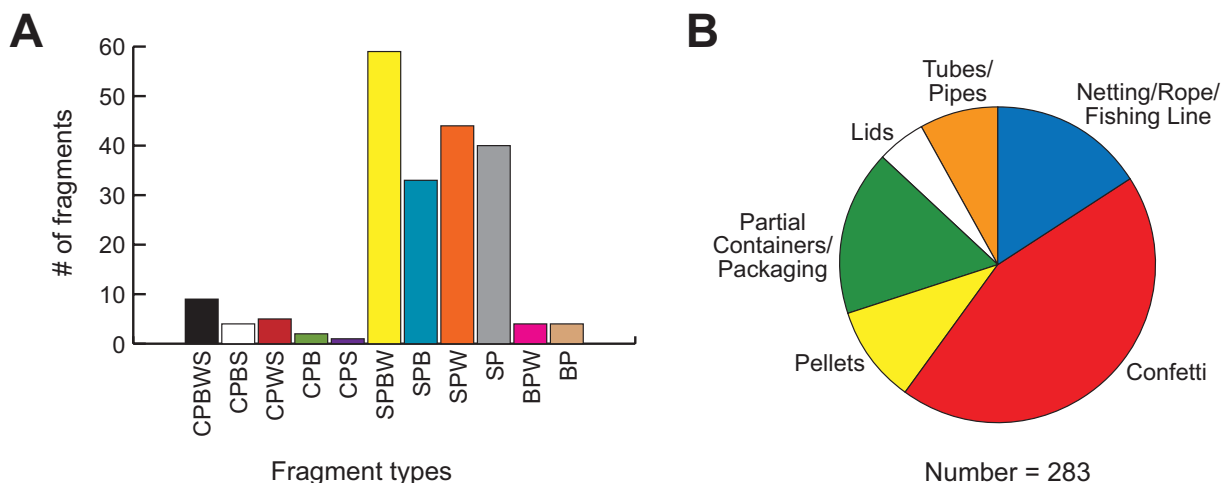 A
# of fragments
60
50
40
30
20
10
0
CPBWS
CPBS
CPWS
CPB
CPS
SPBW
SPB
SPW
SP
BPW
BP
Fragment types
B
Tubes/
Pipes
Netting/Rope/
Fishing Line
Lids
Partial
Containers/
Packaging
Pellets
Confetti
Number = 283